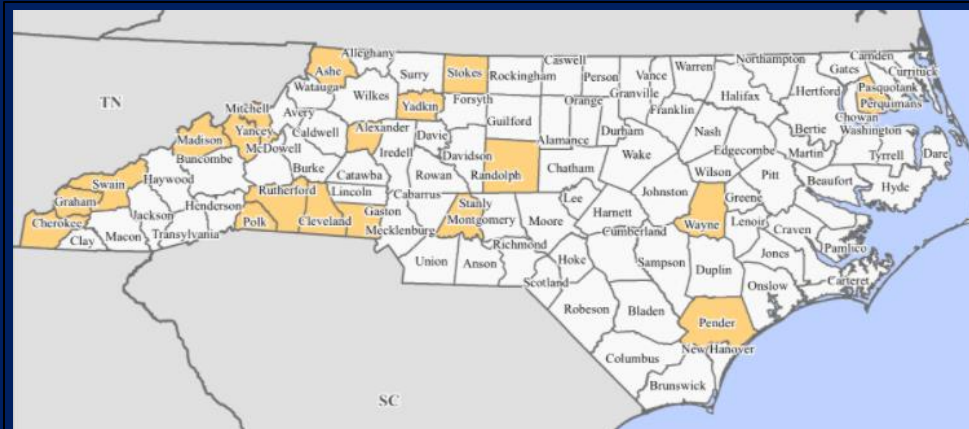 Alleghany
Ashe
Surry
Stokes
Rockingham
Caswell
Person
Vance
Granville
Warren
Northampton
Gates
Camden
Currituck
Pasquotank
Perquimans
Chowan
Hertford
Halifax
Watauga
Wilkes
Yadkin
Forsyth
Guilford
Alamance
Orange
Durham
Franklin
Nash
Bertie
Washington
TN
Mitchell
Avery
Yancey
Madison
Caldwell
Alexander
Davie
Iredell
Davidson
Randolph
Chatham
Wake
Wilson
Edgecombe
Martin
Tyrrell
Dare
McDowell
Buncombe
Burke
Catawba
Rowan
Lincoln
Cabarrus
Swain
Haywood
Rutherford
Graham
Cherokee
Jackson
Henderson
Polk
Cleveland
Gaston
Mecklenburg
Stanly
Montgomery
Moore
Lee
Harnett
Johnston
Wayne
Greene
Pitt
Beaufort
Hyde
Clay
Macon
Transylvania
Union
Anson
Richmond
Hoke
Scotland
Cumberland
Sampson
Duplin
Lenoir
Jones
Craven
Pamlico
Carteret
Onslow
Robeson
Bladen
Pender
New Hanover
Columbus
Brunswick
SC